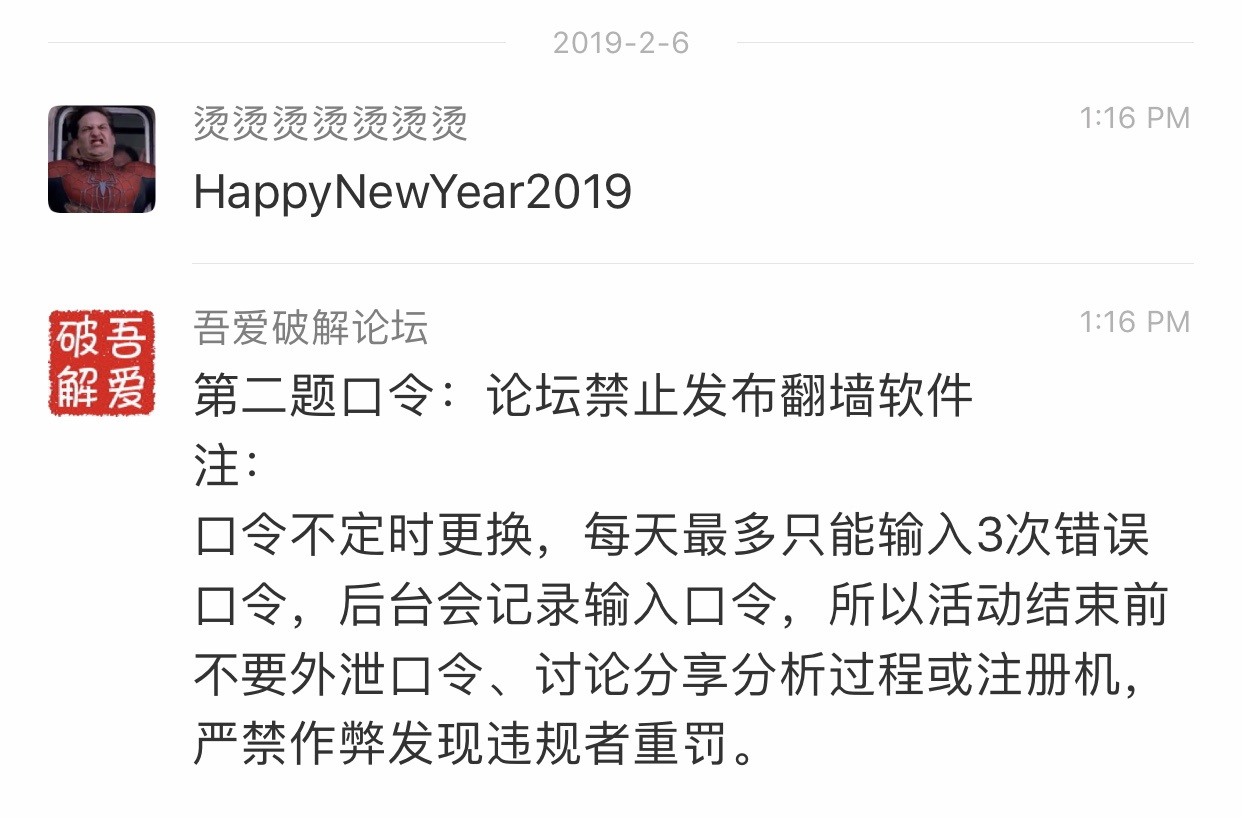 2019-2-6
烫烫烫烫烫烫烫
1:16 PM
HappyNewYear2019
破吾
解爱
吾爱破解论坛
1:16 PM
第二题口令：论坛禁止发布翻墙软件
注：
口令不定时更换，每天最多只能输入3次错误
口令，后台会记录输入口令，所以活动结束前
不要外泄口令、讨论分享分析过程或注册机，
严禁作弊发现违规者重罚。